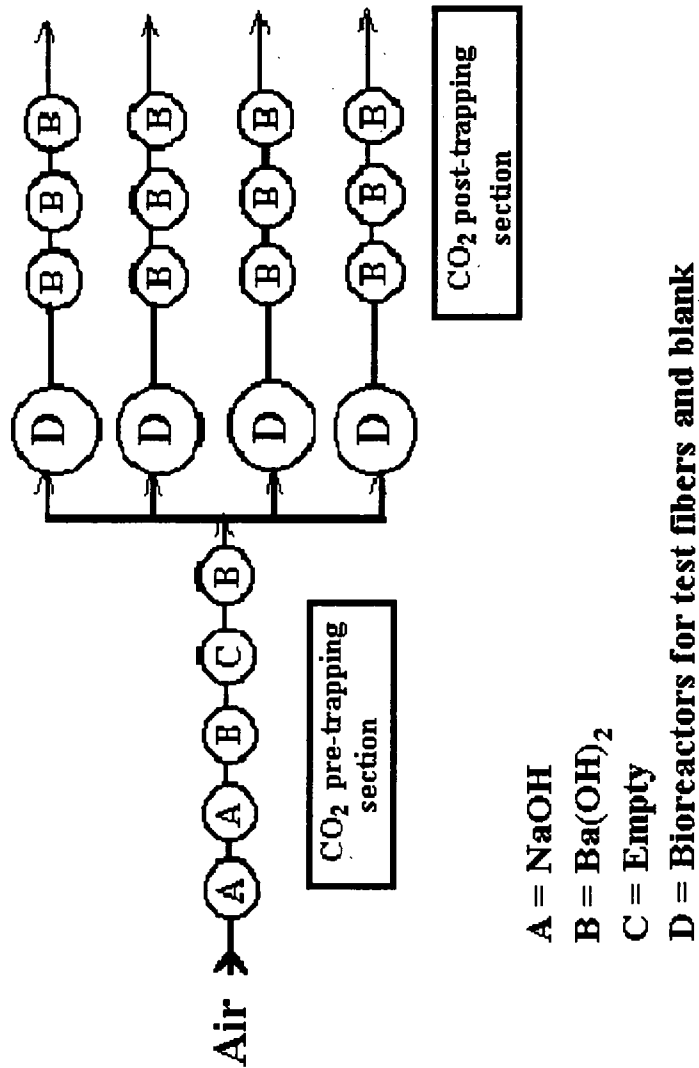 Air
A
A
B
C
B
D
B
B
B
D
B
B
B
D
B
B
B
D
B
B
B
CO₂ pre-trapping
section
CO₂ post-trapping
section
A = NaOH
B = Ba(OH)₂
C = Empty
D = Bioreactors for test fibers and blank